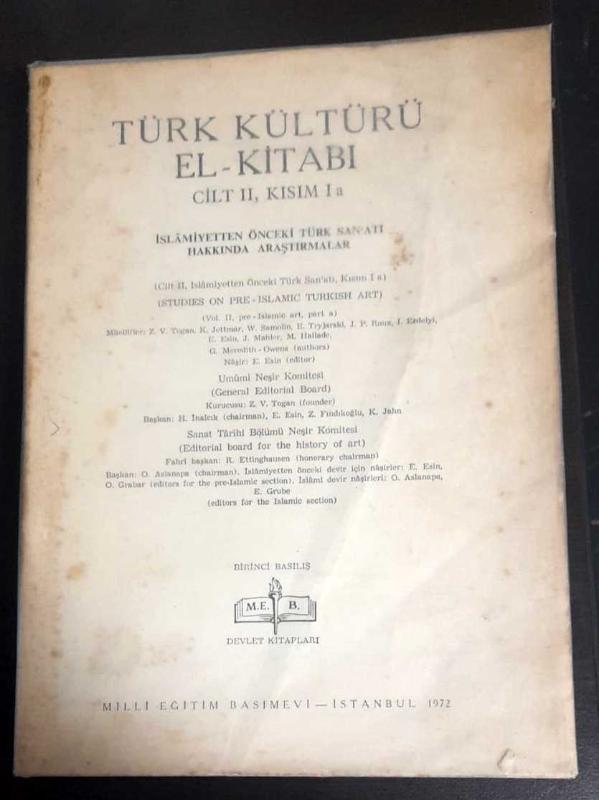 TÜRK KÜLTÜRÜ
EL-KİTABI
CİLT II, KISIM I a
İSLÂMİYETTEN ÖNCEKİ TÜRK SAN'ATI
HAKKINDA ARAŞTIRMALAR
(Cilt II, İslâmiyetten Önceki Türk San'atı, Kısım I a)
(STUDIES ON PRE-ISLAMIC TURKISH ART)
(Vol. II, pre-Islamic art, part a)
Müellifler: Z. V. Togan, K. Jettmar, W. Samolin, E. Tryjarski, J. P. Roux, I. Erdelyi,
E. Esin, J. Mahler, M. Hallade,
G. Meredith-Owens (authors)
Nâşir: E. Esin (editor)
Umûmi Neşir Komitesi
(General Editorial Board)
Kurucusu: Z. V. Togan (founder)
Başkan: H. İnalcık (chairman), E. Esin, Z. Fındıkoğlu, K. Jahn
Sanat Târihi Bölümü Neşir Komitesi
(Editorial board for the history of art)
Fahrî başkan: R. Ettinghausen (honorary chairman)
Başkan: O. Aslanapa (chairman), İslâmiyetten önceki devir için nâşirler: E. Esin,
O. Grabar (editors for the pre-Islamic section), İslâmî devir nâşirleri: O. Aslanapa,
E. Grube
(editors for the Islamic section)
BİRİNCİ BASILIŞ
M. E. B.
DEVLET KİTAPLARI
MİLLÎ EĞİTİM BASIMEVİ — İSTANBUL 1972